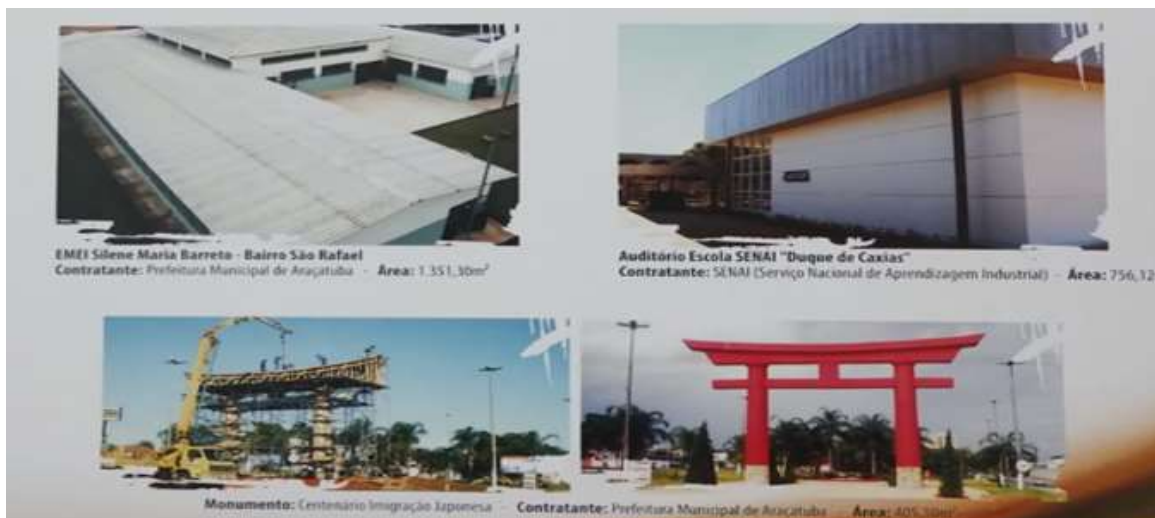 EMEI Silene Maria Barreto - Bairro São Rafael
Contratante: Prefeitura Municipal de Araçatuba - Área: 1.351,30m²
Auditório Escola SENAI "Duque de Caxias"
Contratante: SENAI (Serviço Nacional de Aprendizagem Industrial) - Área: 756,12
Monumento: Centenário Imigração Japonesa - Contratante: Prefeitura Municipal de Araçatuba - Área: 405,30m²